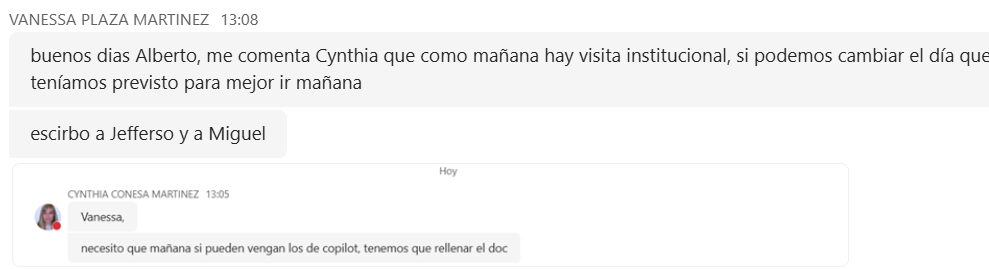 VANESSA PLAZA MARTINEZ 13:08
buenos dias Alberto, me comenta Cynthia que como mañana hay visita institucional, si podemos cambiar el día que
teníamos previsto para mejor ir mañana
escirbo a Jefferso y a Miguel
Hoy
CYNTHIA CONESA MARTINEZ 13:05
Vanessa,
necesito que mañana si pueden vengan los de copilot, tenemos que rellenar el doc